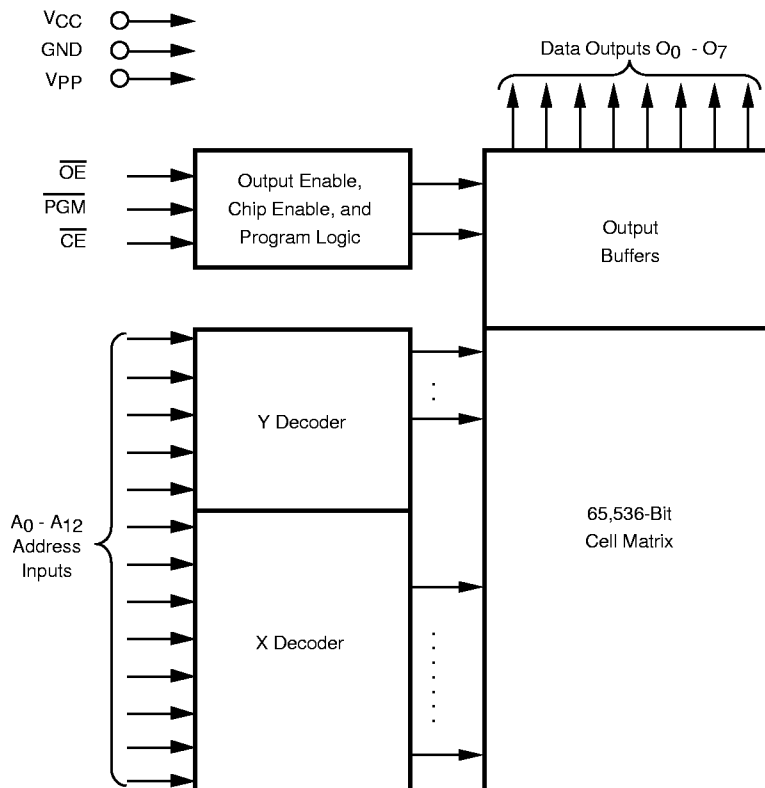 VCC
GND
VPP
Data Outputs O0 - O7
OE
PGM
CE
Output Enable,
Chip Enable, and
Program Logic
Output
Buffers
Y Decoder
A0 - A12
Address
Inputs
65,536-Bit
Cell Matrix
X Decoder